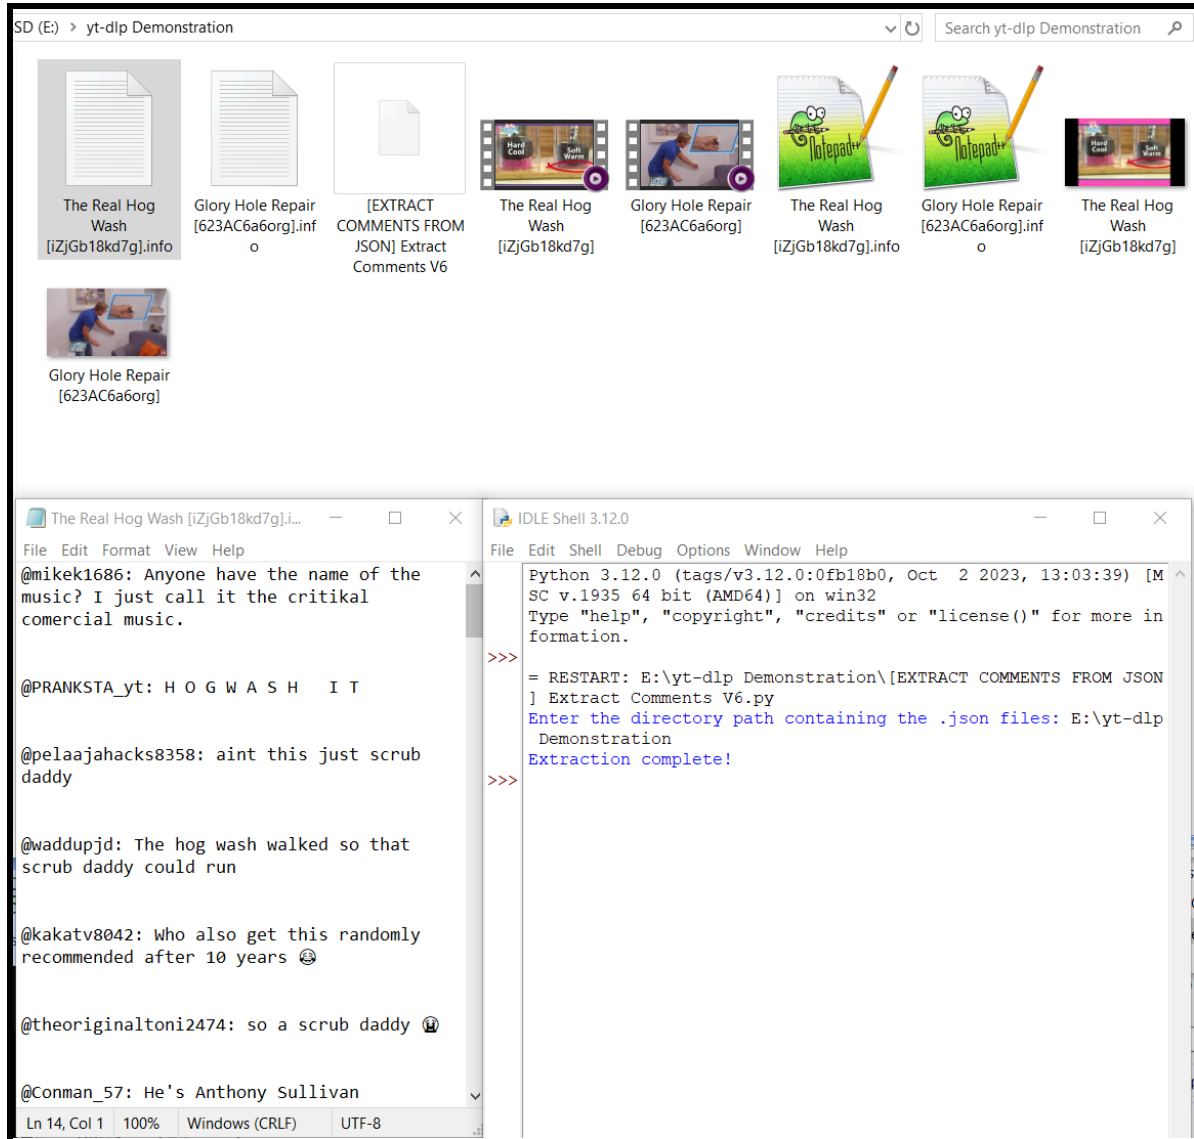 SD (E:) > yt-dlp Demonstration
Search yt-dlp Demonstration
The Real Hog
Wash
[iZjGb18kd7g].info
Glory Hole Repair
[623AC6a6org].inf
o
[EXTRACT
COMMENTS FROM
JSON] Extract
Comments V6
Hard
Cool
Soft
Warm
The Real Hog
Wash
[iZjGb18kd7g]
Glory Hole Repair
[623AC6a6org]
Notepad++
The Real Hog
Wash
[iZjGb18kd7g].info
Notepad++
Glory Hole Repair
[623AC6a6org].inf
o
Hard
Cool
Soft
Warm
The Real Hog
Wash
[iZjGb18kd7g]
Glory Hole Repair
[623AC6a6org]
The Real Hog Wash [iZjGb18kd7g].i...
File Edit Format View Help
@mikek1686: Anyone have the name of the
music? I just call it the critikal
comercial music.
@PRANKSTA_yt: H O G W A S H   I T
@pelaajahacks8358: aint this just scrub
daddy
@waddupjd: The hog wash walked so that
scrub daddy could run
@kakatv8042: Who also get this randomly
recommended after 10 years 😂
@theoriginaltoni2474: so a scrub daddy 😭
@Conman_57: He's Anthony Sullivan
Ln 14, Col 1 100% Windows (CRLF) UTF-8
IDLE Shell 3.12.0
File Edit Shell Debug Options Window Help
Python 3.12.0 (tags/v3.12.0:0fb18b0, Oct  2 2023, 13:03:39) [M
SC v.1935 64 bit (AMD64)] on win32
Type "help", "copyright", "credits" or "license()" for more in
formation.
>>>
= RESTART: E:\yt-dlp Demonstration\[EXTRACT COMMENTS FROM JSON
] Extract Comments V6.py
Enter the directory path containing the .json files: E:\yt-dlp
Demonstration
Extraction complete!
>>>